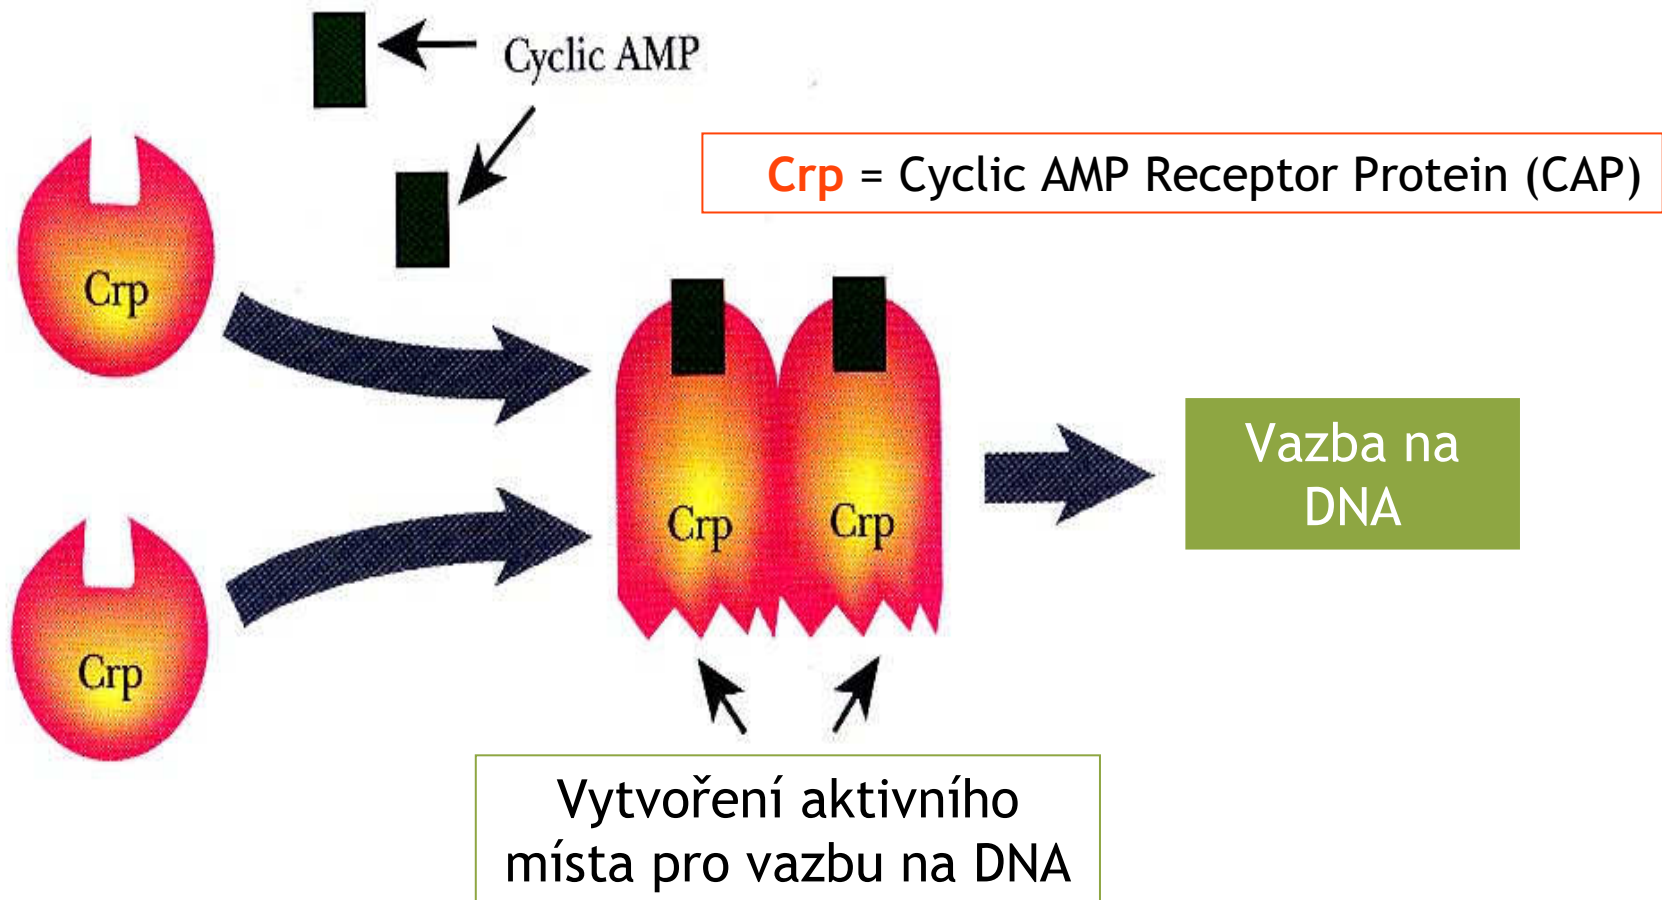 Cyclic AMP
Crp = Cyclic AMP Receptor Protein (CAP)
Crp
Crp
Crp
Crp
Vazba na
DNA
Vytvoření aktivního
místa pro vazbu na DNA